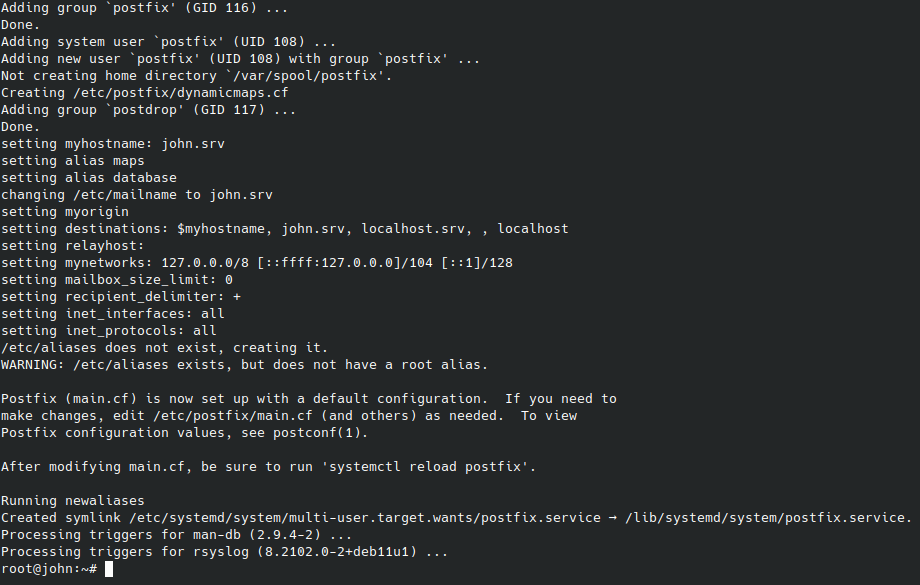 Adding group `postfix' (GID 116) ...
Done.
Adding system user `postfix' (UID 108) ...
Adding new user `postfix' (UID 108) with group `postfix' ...
Not creating home directory `/var/spool/postfix'.
Creating /etc/postfix/dynamicmaps.cf
Adding group `postdrop' (GID 117) ...
Done.
setting myhostname: john.srv
setting alias maps
setting alias database
changing /etc/mailname to john.srv
setting myorigin
setting destinations: $myhostname, john.srv, localhost.srv, , localhost
setting relayhost:
setting mynetworks: 127.0.0.0/8 [::ffff:127.0.0.0]/104 [::1]/128
setting mailbox_size_limit: 0
setting recipient_delimiter: +
setting inet_interfaces: all
setting inet_protocols: all
/etc/aliases does not exist, creating it.
WARNING: /etc/aliases exists, but does not have a root alias.

Postfix (main.cf) is now set up with a default configuration.  If you need to
make changes, edit /etc/postfix/main.cf (and others) as needed.  To view
Postfix configuration values, see postconf(1).

After modifying main.cf, be sure to run 'systemctl reload postfix'.

Running newaliases
Created symlink /etc/systemd/system/multi-user.target.wants/postfix.service → /lib/systemd/system/postfix.service.
Processing triggers for man-db (2.9.4-2) ...
Processing triggers for rsyslog (8.2102.0-2+deb11u1) ...
root@john:~#